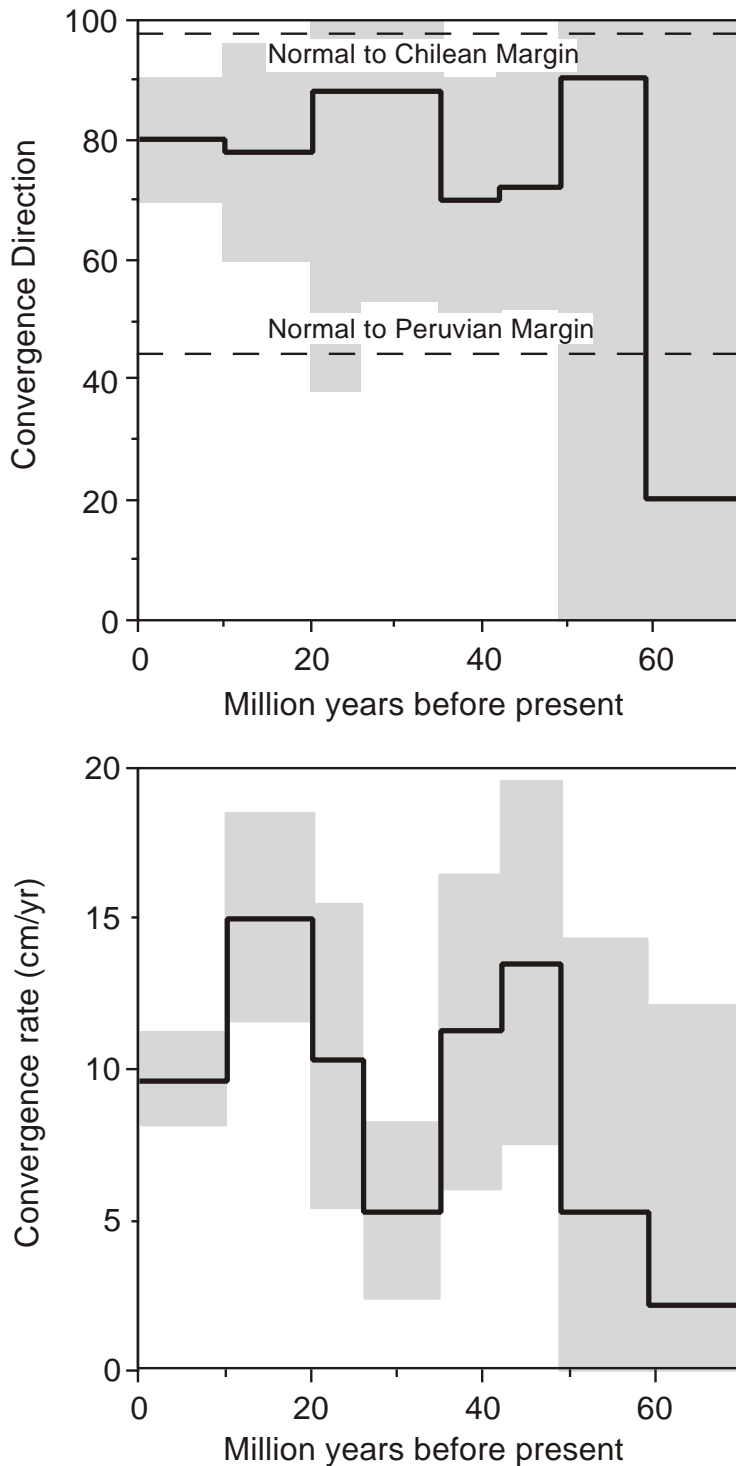 100
80
60
40
20
0
Convergence Direction
Normal to Chilean Margin
Normal to Peruvian Margin
0 20 40 60
Million years before present
20
15
10
5
0
Convergence rate (cm/yr)
0 20 40 60
Million years before present